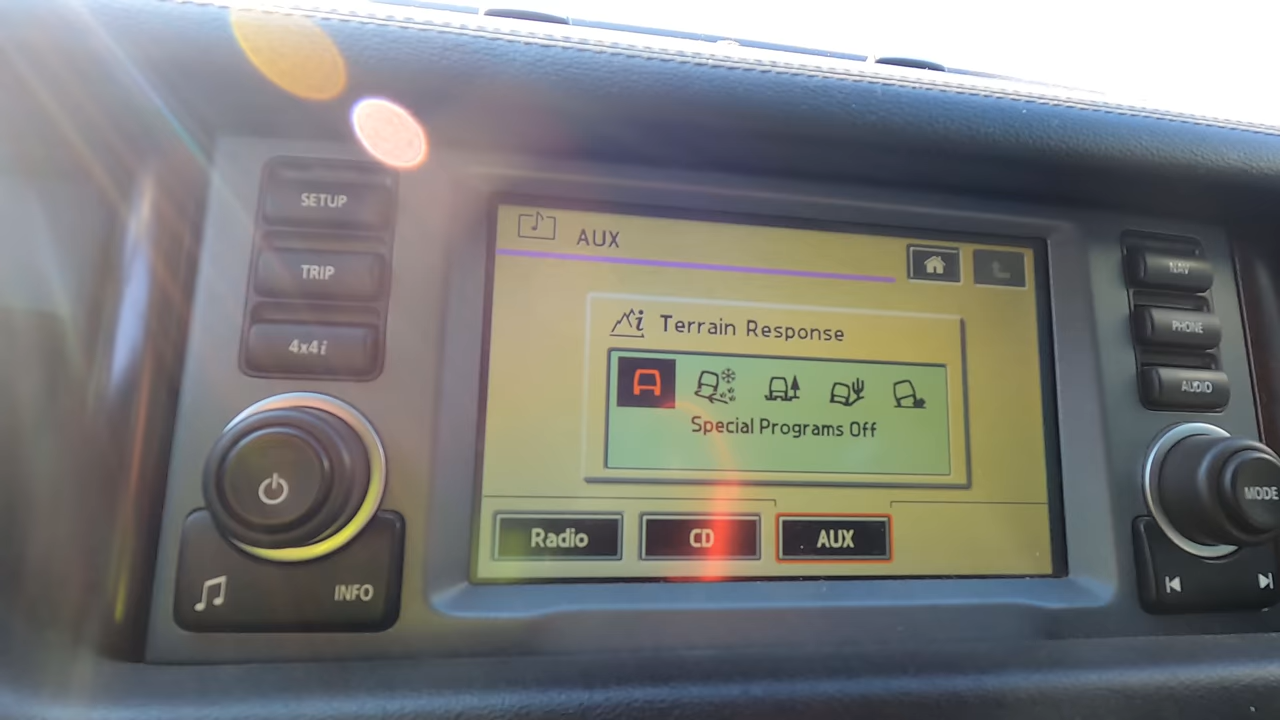 SETUP
TRIP
4x4i
INFO
AUX
Terrain Response
Special Programs Off
Radio
CD
AUX
NAV
PHONE
AUDIO
MODE